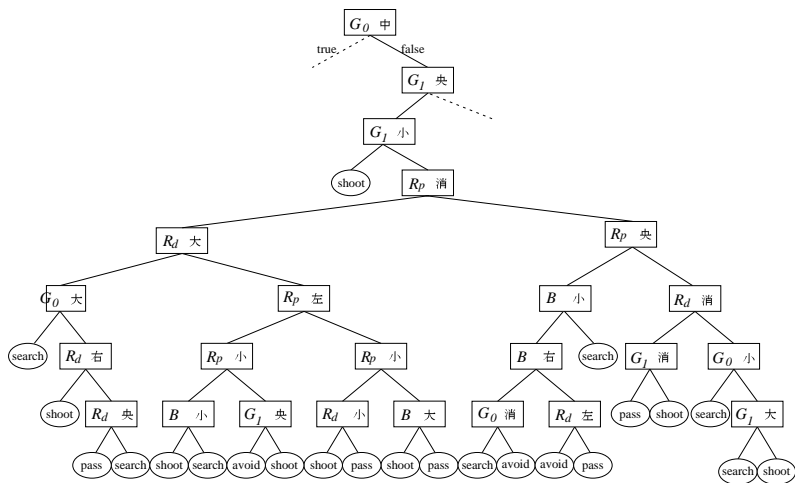 G0 中
true false
G1 央
G1 小
shoot Rp 消
Rd 大 Rp 央
G0 大 Rp 左 B 小 Rd 消
search Rd 右 Rp 小 Rp 小 B 右 search G1 消 G0 小
shoot Rd 央 B 小 G1 央 Rd 小 B 大 G0 消 Rd 左 pass shoot search G1 大
pass search shoot search avoid shoot shoot pass shoot pass search avoid avoid pass search shoot